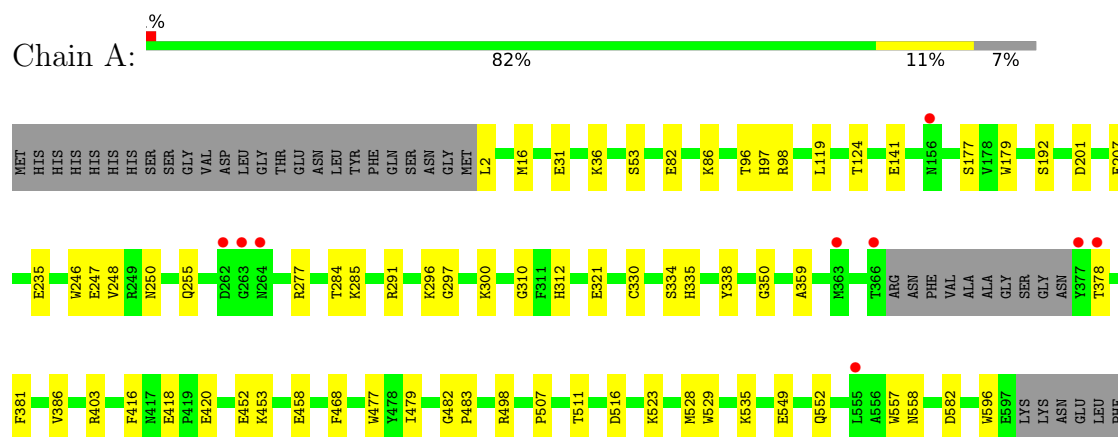 .%
Chain A:
82% 11% 7%
MET HIS HIS HIS HIS HIS HIS SER SER GLY VAL ASP LEU GLY THR GLU ASN LEU TYR PHE GLN SER ASN GLY MET L2 M16 E31 K36 S53 E82 K86 T96 H97 R98 L119 T124 E141 N156 S177 V178 W179 S192 D201
E235 W246 E247 V248 R249 N250 Q255 D262 G263 N264 R277 T284 K285 R291 K296 G297 K300 G310 F311 H312 E321 C330 S334 H335 Y338 G350 A359 M363 T366 ARG ASN PHE VAL ALA ALA GLY SER GLY ASN Y377 T378
F381 V386 R403 F416 N417 E418 P419 E420 E452 K453 E458 F468 W477 Y478 I479 G482 P483 R498 P507 T511 D516 K523 M528 W529 K535 E549 Q552 L555 A556 W557 N558 D582 W596 E597 LYS LYS ASN GLU LEU